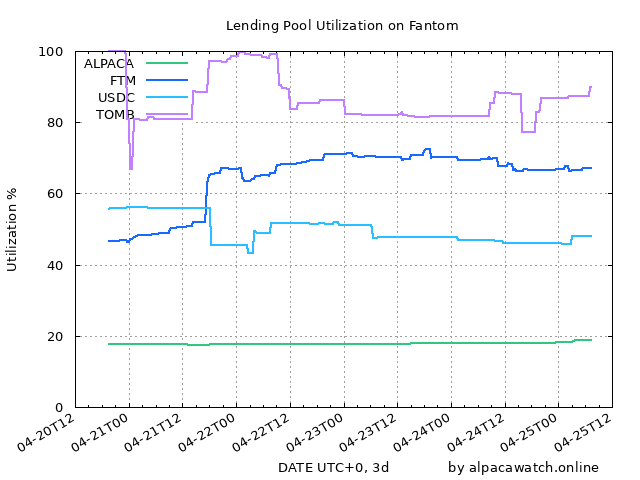 Lending Pool Utilization on Fantom
Utilization %
100
80
60
40
20
0
ALPACA
FTM
USDC
TOMB
04-20T12
04-21T00
04-21T12
04-22T00
04-22T12
04-23T00
04-23T12
04-24T00
04-24T12
04-25T00
04-25T12
DATE UTC+0, 3d
by alpacawatch.online